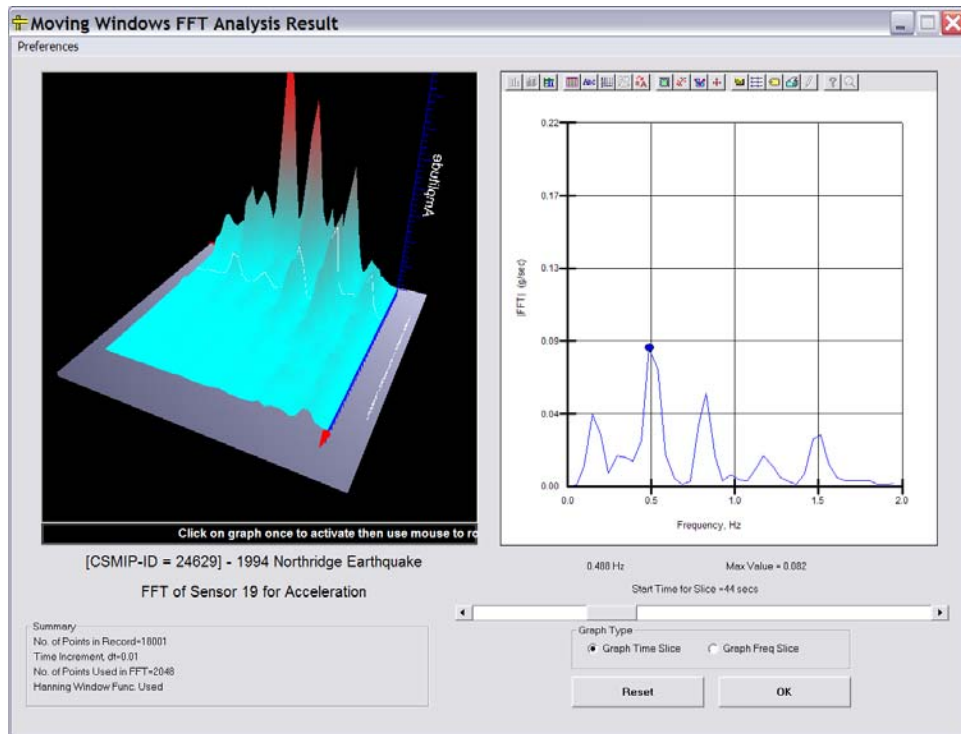 Moving Windows FFT Analysis Result
Preferences
Amplitude
Click on graph once to activate then use mouse to ro
[CSMIP-ID = 24629] - 1994 Northridge Earthquake
FFT of Sensor 19 for Acceleration
Summary
No. of Points in Record=18001
Time Increment, dt=0.01
No. of Points Used in FFT=2048
Hanning Window Func. Used
Abc
|FFT| (g/sec)
0.22
0.17
0.13
0.09
0.04
0.00
0.0 0.5 1.0 1.5 2.0
Frequency, Hz
0.488 Hz Max Value = 0.082
Start Time for Slice =44 secs
Graph Type
Graph Time Slice Graph Freq Slice
Reset OK